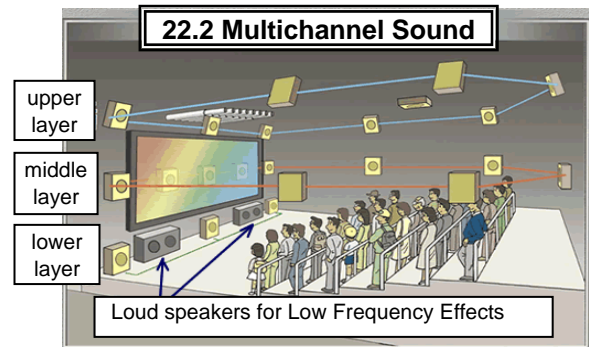 22.2 Multichannel Sound
upper
layer
middle
layer
lower
layer
Loud speakers for Low Frequency Effects